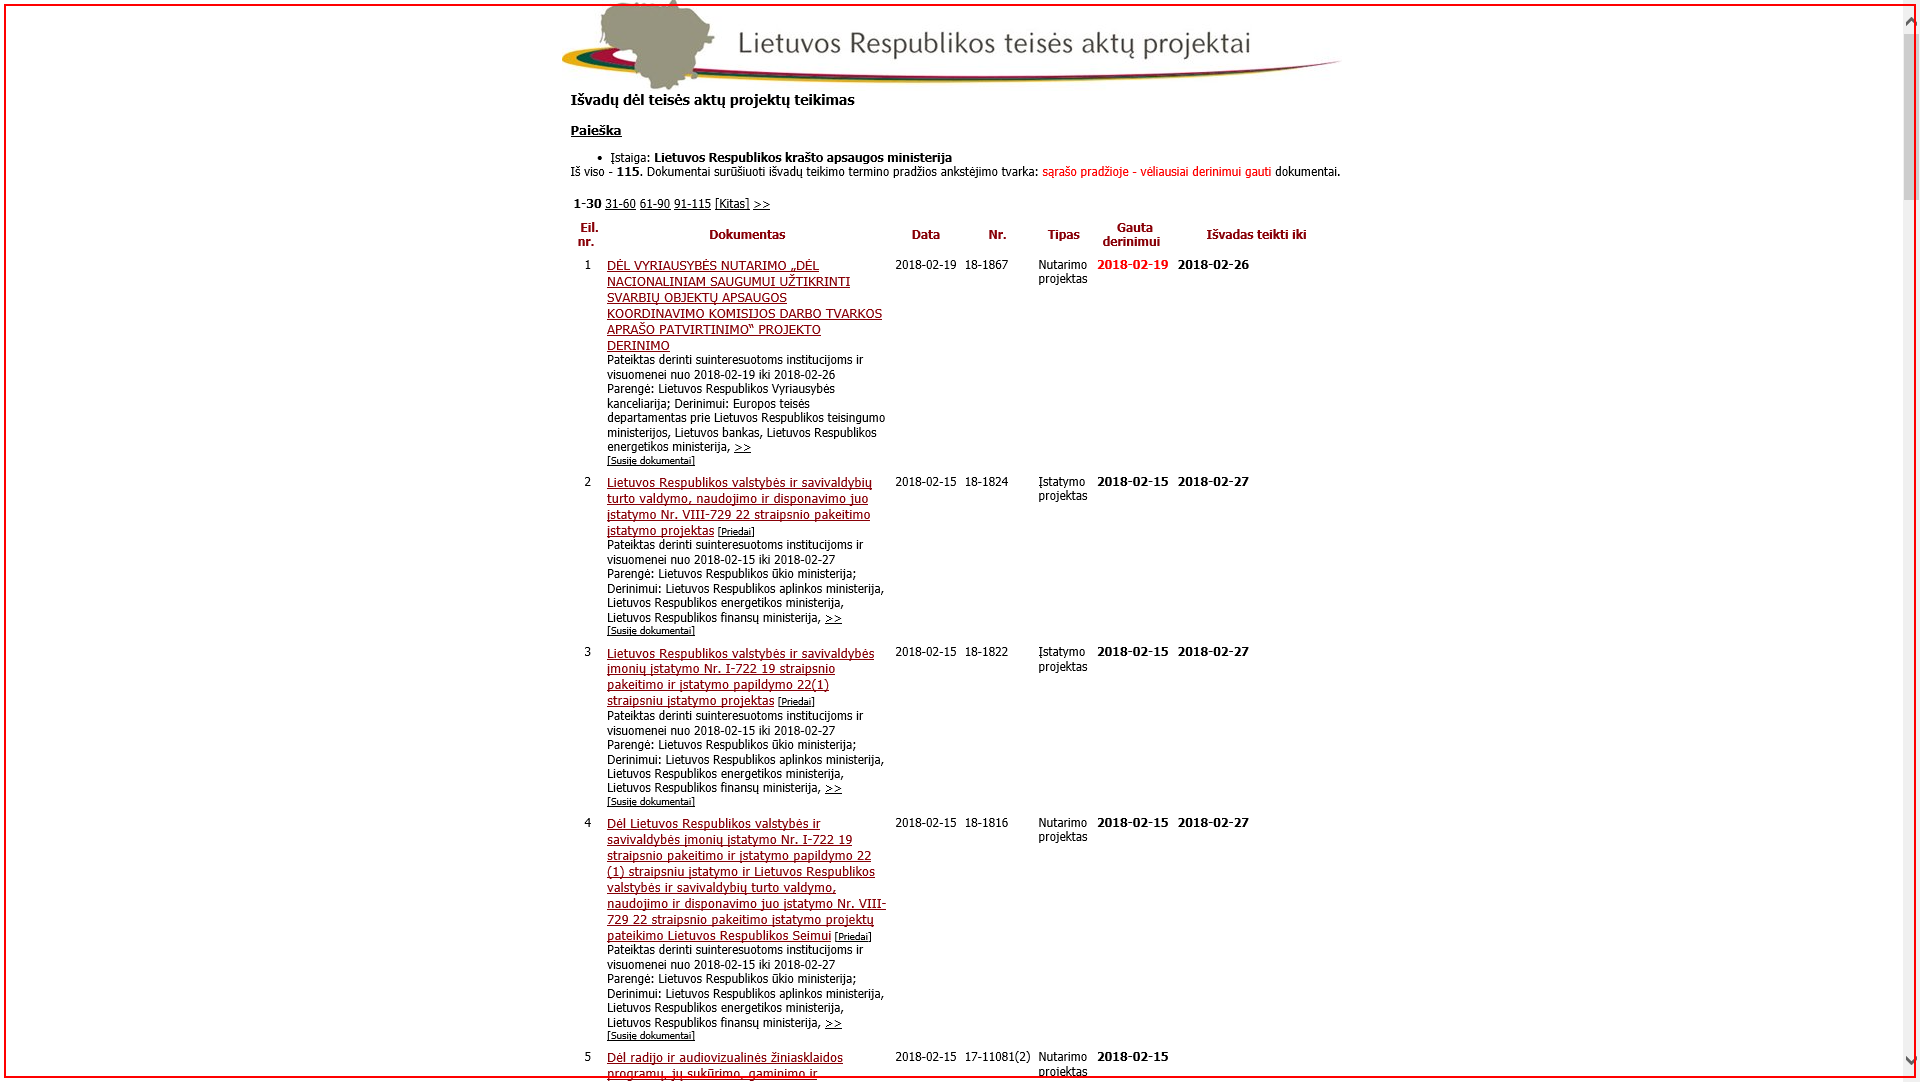 Lietuvos Respublikos teisės aktų projektai
Išvadų dėl teisės aktų projektų teikimas
Paieška
• Įstaiga: Lietuvos Respublikos krašto apsaugos ministerija
Iš viso - 115. Dokumentai surūšiuoti išvadų teikimo termino pradžios ankstėjimo tvarka: sąrašo pradžioje - vėliausiai derinimui gauti dokumentai.
1-30 31-60 61-90 91-115 [Kitas] >>
Eil. nr. Dokumentas Data Nr. Tipas Gauta derinimui Išvadas teikti iki
1 DĖL VYRIAUSYBĖS NUTARIMO „DĖL 2018-02-19 18-1867 Nutarimo projektas 2018-02-19 2018-02-26
NACIONALINIAM SAUGUMUI UŽTIKRINTI
SVARBIŲ OBJEKTŲ APSAUGOS
KOORDINAVIMO KOMISIJOS DARBO TVARKOS
APRAŠO PATVIRTINIMO“ PROJEKTO
DERINIMO
Pateiktas derinti suinteresuotoms institucijoms ir
visuomenei nuo 2018-02-19 iki 2018-02-26
Parengė: Lietuvos Respublikos Vyriausybės
kanceliarija; Derinimui: Europos teisės
departamentas prie Lietuvos Respublikos teisingumo
ministerijos, Lietuvos bankas, Lietuvos Respublikos
energetikos ministerija, >>
[Susiję dokumentai]
2 Lietuvos Respublikos valstybės ir savivaldybių 2018-02-15 18-1824 Įstatymo projektas 2018-02-15 2018-02-27
turto valdymo, naudojimo ir disponavimo juo
įstatymo Nr. VIII-729 22 straipsnio pakeitimo
įstatymo projektas [Priedai]
Pateiktas derinti suinteresuotoms institucijoms ir
visuomenei nuo 2018-02-15 iki 2018-02-27
Parengė: Lietuvos Respublikos ūkio ministerija;
Derinimui: Lietuvos Respublikos aplinkos ministerija,
Lietuvos Respublikos energetikos ministerija,
Lietuvos Respublikos finansų ministerija, >>
[Susiję dokumentai]
3 Lietuvos Respublikos valstybės ir savivaldybės 2018-02-15 18-1822 Įstatymo projektas 2018-02-15 2018-02-27
įmonių įstatymo Nr. I-722 19 straipsnio
pakeitimo ir įstatymo papildymo 22(1)
straipsniu įstatymo projektas [Priedai]
Pateiktas derinti suinteresuotoms institucijoms ir
visuomenei nuo 2018-02-15 iki 2018-02-27
Parengė: Lietuvos Respublikos ūkio ministerija;
Derinimui: Lietuvos Respublikos aplinkos ministerija,
Lietuvos Respublikos energetikos ministerija,
Lietuvos Respublikos finansų ministerija, >>
[Susiję dokumentai]
4 Dėl Lietuvos Respublikos valstybės ir 2018-02-15 18-1816 Nutarimo projektas 2018-02-15 2018-02-27
savivaldybės įmonių įstatymo Nr. I-722 19
straipsnio pakeitimo ir įstatymo papildymo 22
(1) straipsniu įstatymo ir Lietuvos Respublikos
valstybės ir savivaldybių turto valdymo,
naudojimo ir disponavimo juo įstatymo Nr. VIII-
729 22 straipsnio pakeitimo įstatymo projektų
pateikimo Lietuvos Respublikos Seimui [Priedai]
Pateiktas derinti suinteresuotoms institucijoms ir
visuomenei nuo 2018-02-15 iki 2018-02-27
Parengė: Lietuvos Respublikos ūkio ministerija;
Derinimui: Lietuvos Respublikos aplinkos ministerija,
Lietuvos Respublikos energetikos ministerija,
Lietuvos Respublikos finansų ministerija, >>
[Susiję dokumentai]
5 Dėl radijo ir audiovizualinės žiniasklaidos 2018-02-15 17-11081(2) Nutarimo projektas 2018-02-15
programų, jų sukūrimo, gaminimo ir